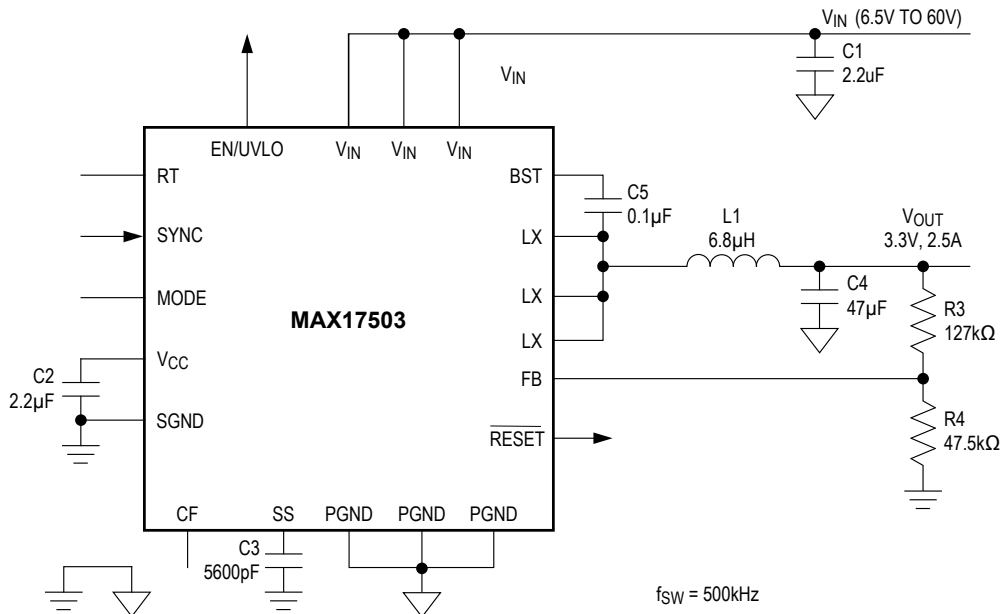 VIN (6.5V TO 60V)
C1
2.2uF
VIN
EN/UVLO
VIN
VIN
VIN
RT
BST
C5
0.1µF
SYNC
LX
L1
6.8µH
VOUT
3.3V, 2.5A
MODE
LX
C4
47µF
R3
127kΩ
MAX17503
LX
VCC
C2
2.2µF
FB
SGND
RESET
R4
47.5kΩ
CF
SS
PGND
PGND
PGND
C3
5600pF
fSW = 500kHz